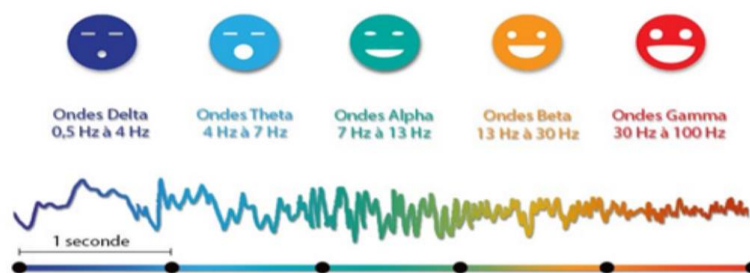 Ondes Delta
0,5 Hz à 4 Hz
Ondes Theta
4 Hz à 7 Hz
Ondes Alpha
7 Hz à 13 Hz
Ondes Beta
13 Hz à 30 Hz
Ondes Gamma
30 Hz à 100 Hz
1 seconde